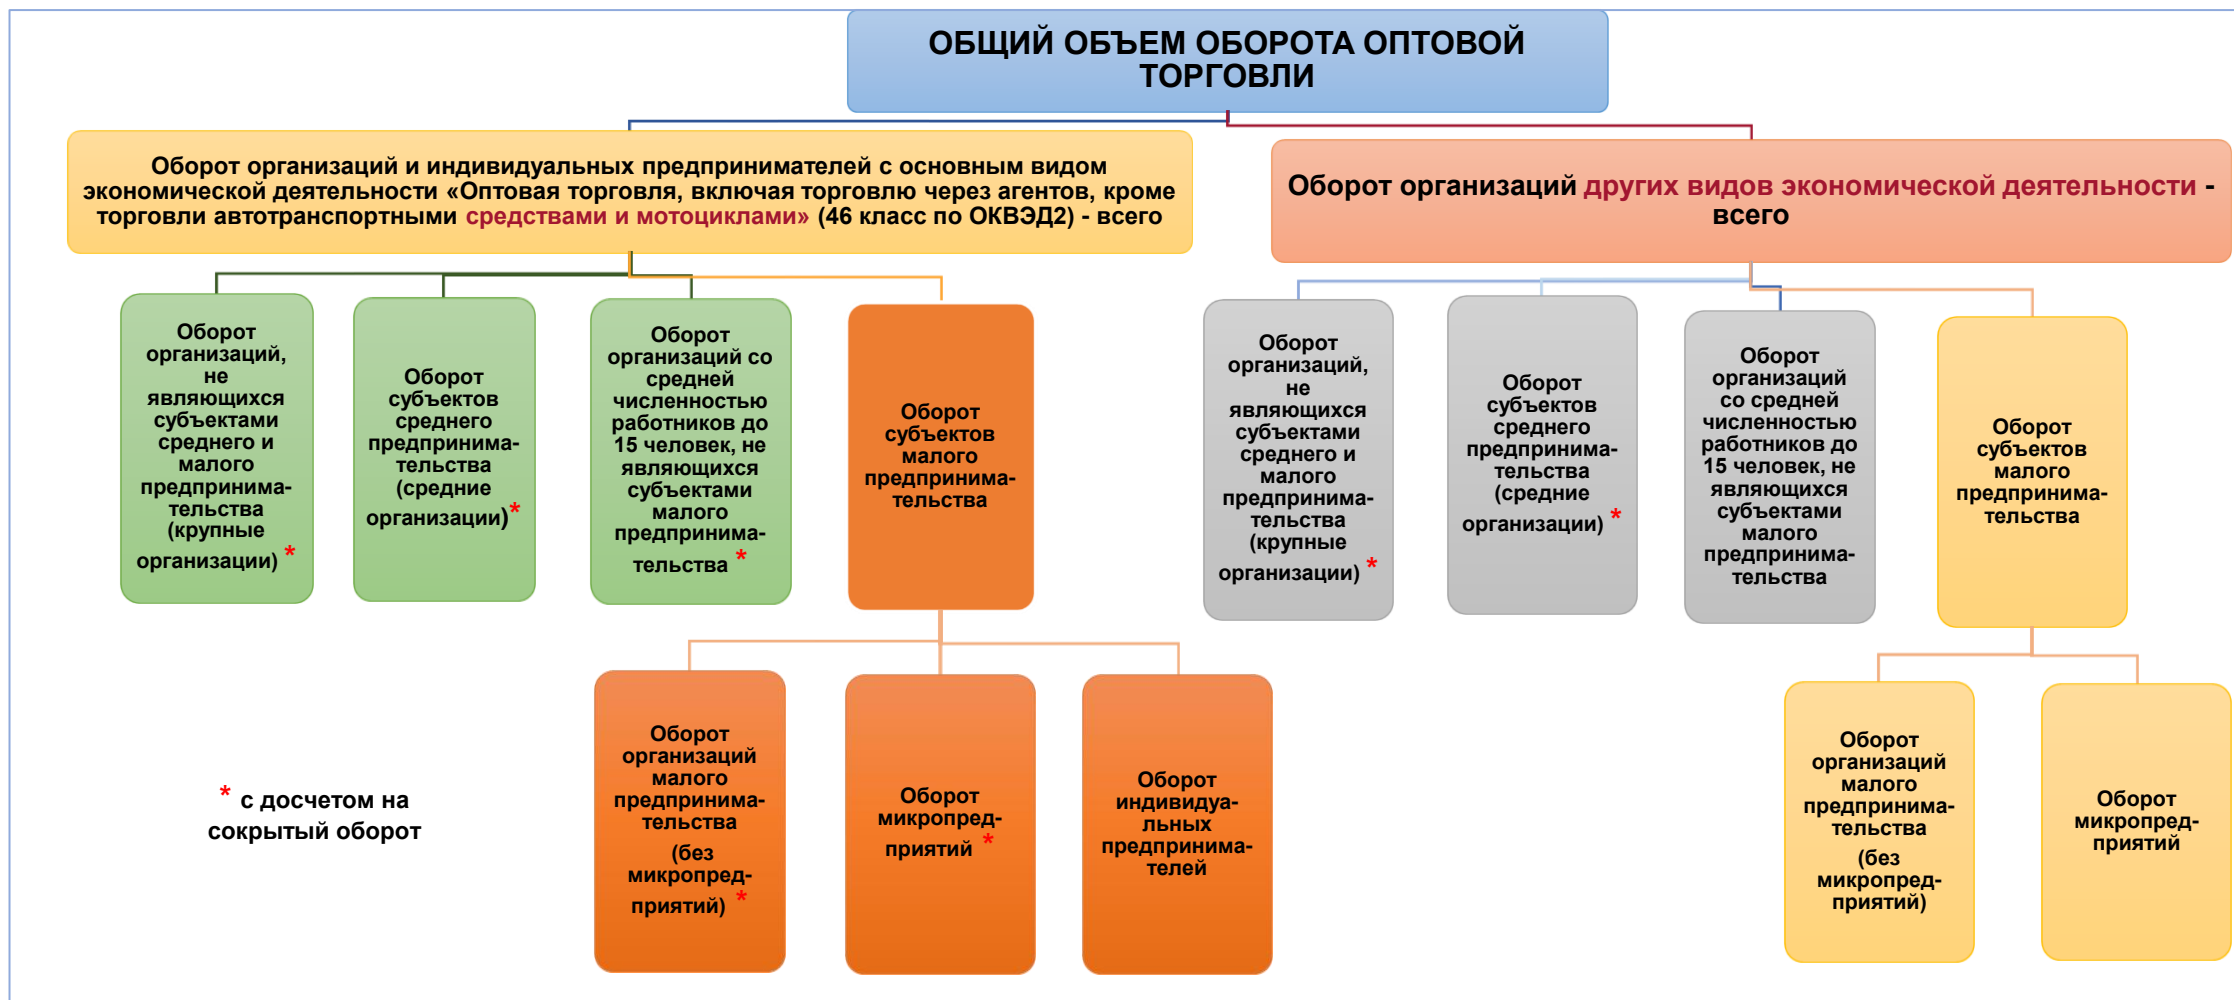 ОБЩИЙ ОБЪЕМ ОБОРОТА ОПТОВОЙ
ТОРГОВЛИ
Оборот организаций и индивидуальных предпринимателей с основным видом
экономической деятельности «Оптовая торговля, включая торговлю через агентов, кроме
торговли автотранспортными средствами и мотоциклами» (46 класс по ОКВЭД2) - всего
Оборот организаций других видов экономической деятельности -
всего
Оборот
организаций,
не
являющихся
субъектами
среднего и
малого
предпринима-
тельства
(крупные
организации) *
Оборот
субъектов
среднего
предпринима-
тельства
(средние
организации)*
Оборот
организаций со
средней
численностью
работников до
15 человек, не
являющихся
субъектами
малого
предпринима-
тельства *
Оборот
субъектов
малого
предпринима-
тельства
Оборот
организаций,
не
являющихся
субъектами
среднего и
малого
предпринима-
тельства
(крупные
организации) *
Оборот
субъектов
среднего
предпринима-
тельства
(средние
организации) *
Оборот
организаций
со средней
численностью
работников до
15 человек, не
являющихся
субъектами
малого
предпринима-
тельства
Оборот
субъектов
малого
предпринима-
тельства
Оборот
организаций
малого
предпринима-
тельства
(без
микропред-
приятий) *
Оборот
микропред-
приятий *
Оборот
индивидуа-
льных
предпринима-
телей
Оборот
организаций
малого
предпринима-
тельства
(без
микропред-
приятий)
Оборот
микропред-
приятий
* с досчетом на
сокрытый оборот